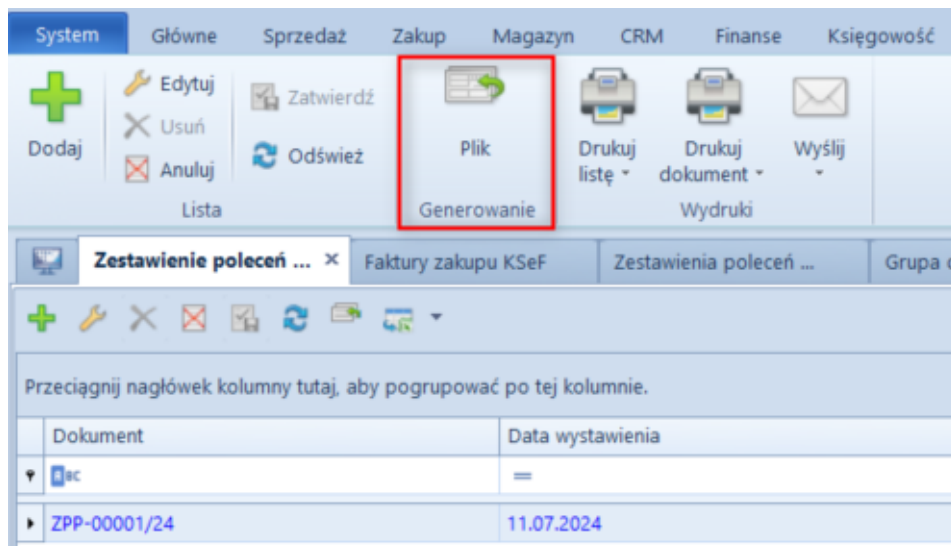 System Główne Sprzedaż Zakup Magazyn CRM Finanse Księgowość
Dodaj
Edytuj
Usuń
Anuluj
Zatwierdź
Odśwież
Lista
Plik
Generowanie
Drukuj
listę
Drukuj
dokument
Wyślij
Wydruki
Zestawienie poleceń ... × Faktury zakupu KSeF Zestawienia poleceń ... Grupa
Przeciągnij nagłówek kolumny tutaj, aby pogrupować po tej kolumnie.
Dokument Data wystawienia
ABC =
ZPP-00001/24 11.07.2024